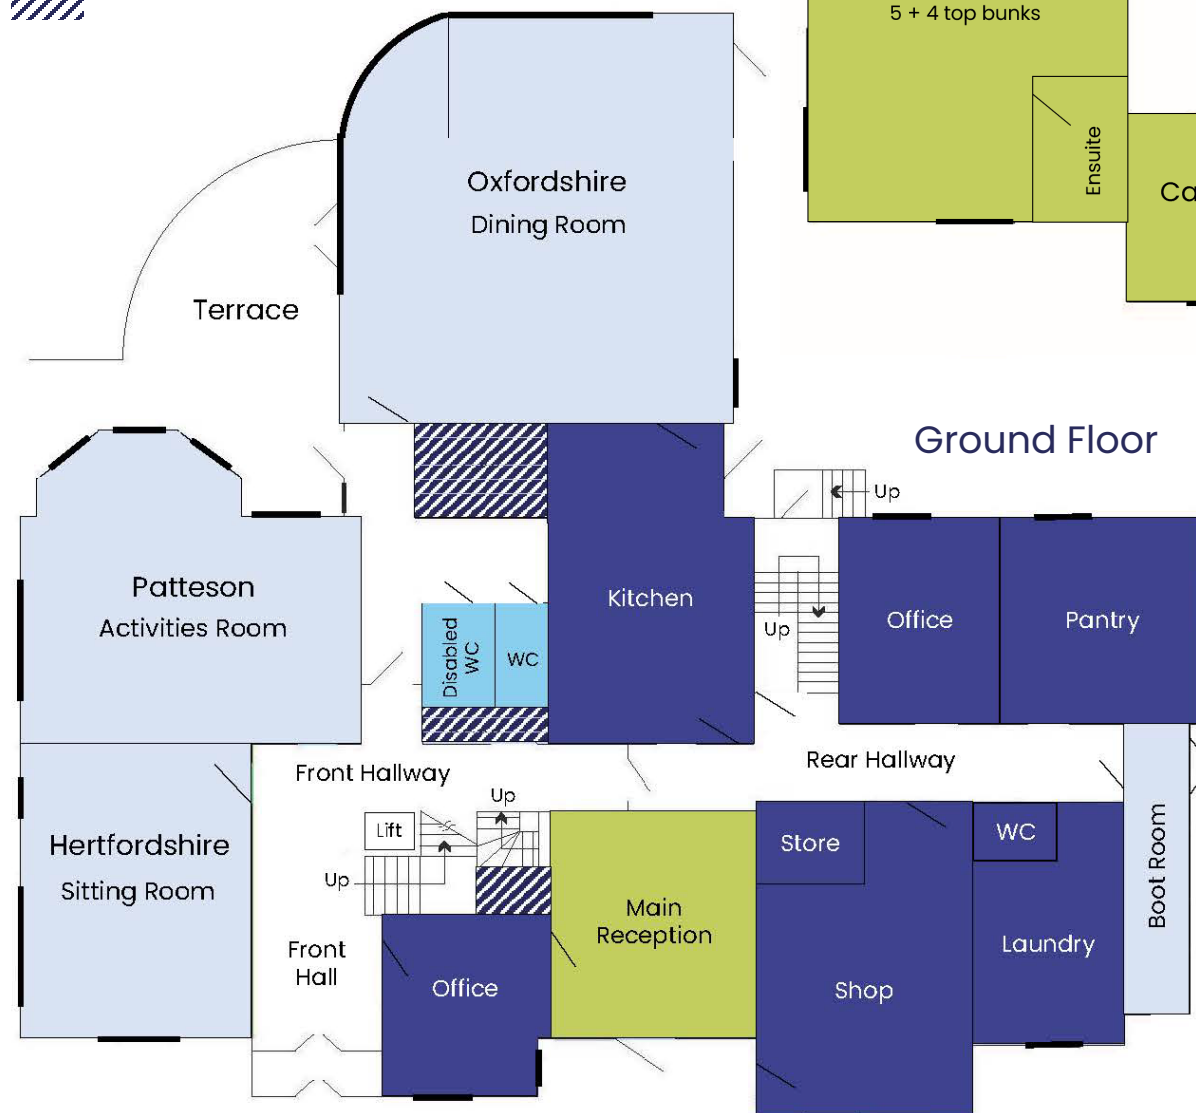 5 + 4 top bunks
Ensuite
Ca
Oxfordshire
Dining Room
Terrace
Ground Floor
Up
Patteson
Activities Room
Kitchen
Office
Pantry
Up
Disabled
WC
WC
Front Hallway
Rear Hallway
Up
Lift
Store
WC
Hertfordshire
Sitting Room
Up
Main
Reception
Boot Room
Front
Hall
Laundry
Office
Shop